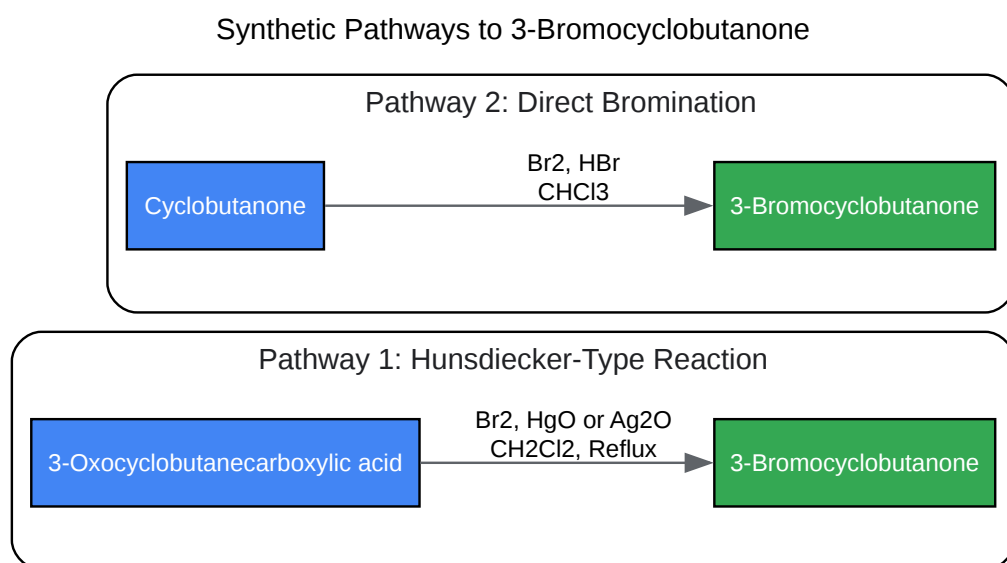 Synthetic Pathways to 3-Bromocyclobutanone
Pathway 2: Direct Bromination
Cyclobutanone
Br2, HBr
CHCl3
3-Bromocyclobutanone
Pathway 1: Hunsdiecker-Type Reaction
3-Oxocyclobutanecarboxylic acid
Br2, HgO or Ag2O
CH2Cl2, Reflux
3-Bromocyclobutanone